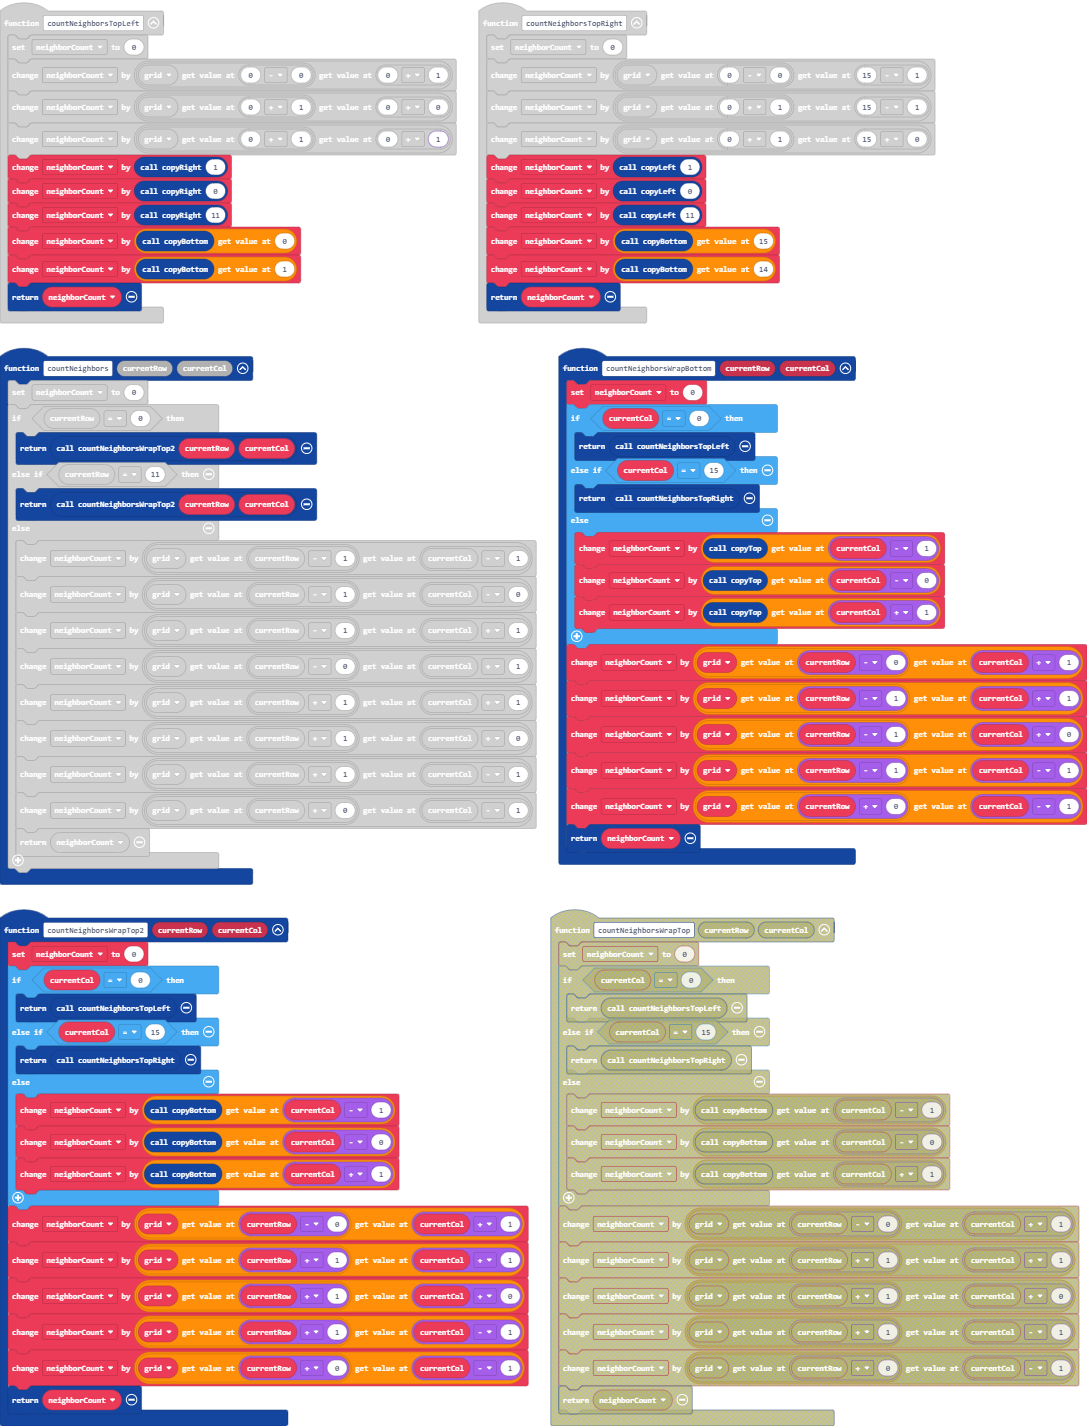 function countNeighborsTopLeft
set neighborCount to 0
change neighborCount by grid get value at 0 - 0 get value at 0 + 1
change neighborCount by grid get value at 0 + 1 get value at 0 + 0
change neighborCount by grid get value at 0 + 1 get value at 0 + 1
change neighborCount by call copyRight 1
change neighborCount by call copyRight 0
change neighborCount by call copyRight 11
change neighborCount by call copyBottom get value at 0
change neighborCount by call copyBottom get value at 1
return neighborCount
function countNeighborsTopRight
set neighborCount to 0
change neighborCount by grid get value at 0 - 0 get value at 15 - 1
change neighborCount by grid get value at 0 + 1 get value at 15 - 1
change neighborCount by grid get value at 0 + 1 get value at 15 + 0
change neighborCount by call copyLeft 1
change neighborCount by call copyLeft 0
change neighborCount by call copyLeft 11
change neighborCount by call copyBottom get value at 15
change neighborCount by call copyBottom get value at 14
return neighborCount
function countNeighbors currentRow currentCol
set neighborCount to 0
if currentRow = 0 then
return call countNeighborsWrapTop2 currentRow currentCol
else if currentRow = 11 then
return call countNeighborsWrapTop2 currentRow currentCol
else
change neighborCount by grid get value at currentRow - 1 get value at currentCol - 1
change neighborCount by grid get value at currentRow - 1 get value at currentCol - 0
change neighborCount by grid get value at currentRow - 1 get value at currentCol + 1
change neighborCount by grid get value at currentRow - 0 get value at currentCol + 1
change neighborCount by grid get value at currentRow + 1 get value at currentCol + 1
change neighborCount by grid get value at currentRow + 1 get value at currentCol + 0
change neighborCount by grid get value at currentRow + 1 get value at currentCol - 1
change neighborCount by grid get value at currentRow + 0 get value at currentCol - 1
return neighborCount
function countNeighborsWrapBottom currentRow currentCol
set neighborCount to 0
if currentCol = 0 then
return call countNeighborsTopLeft
else if currentCol = 15 then
return call countNeighborsTopRight
else
change neighborCount by call copyTop get value at currentCol - 1
change neighborCount by call copyTop get value at currentCol - 0
change neighborCount by call copyTop get value at currentCol + 1
change neighborCount by grid get value at currentRow - 0 get value at currentCol + 1
change neighborCount by grid get value at currentRow - 1 get value at currentCol + 1
change neighborCount by grid get value at currentRow - 1 get value at currentCol + 0
change neighborCount by grid get value at currentRow - 1 get value at currentCol - 1
change neighborCount by grid get value at currentRow + 0 get value at currentCol - 1
return neighborCount
function countNeighborsWrapTop2 currentRow currentCol
set neighborCount to 0
if currentCol = 0 then
return call countNeighborsTopLeft
else if currentCol = 15 then
return call countNeighborsTopRight
else
change neighborCount by call copyBottom get value at currentCol - 1
change neighborCount by call copyBottom get value at currentCol - 0
change neighborCount by call copyBottom get value at currentCol + 1
change neighborCount by grid get value at currentRow - 0 get value at currentCol + 1
change neighborCount by grid get value at currentRow + 1 get value at currentCol + 1
change neighborCount by grid get value at currentRow + 1 get value at currentCol + 0
change neighborCount by grid get value at currentRow + 1 get value at currentCol - 1
change neighborCount by grid get value at currentRow + 0 get value at currentCol - 1
return neighborCount
function countNeighborsWrapTop currentRow currentCol
set neighborCount to 0
if currentCol = 0 then
return call countNeighborsTopLeft
else if currentCol = 15 then
return call countNeighborsTopRight
else
change neighborCount by call copyBottom get value at currentCol - 1
change neighborCount by call copyBottom get value at currentCol - 0
change neighborCount by call copyBottom get value at currentCol + 1
change neighborCount by grid get value at currentRow - 0 get value at currentCol + 1
change neighborCount by grid get value at currentRow + 1 get value at currentCol + 1
change neighborCount by grid get value at currentRow + 1 get value at currentCol + 0
change neighborCount by grid get value at currentRow + 1 get value at currentCol - 1
change neighborCount by grid get value at currentRow + 0 get value at currentCol - 1
return neighborCount